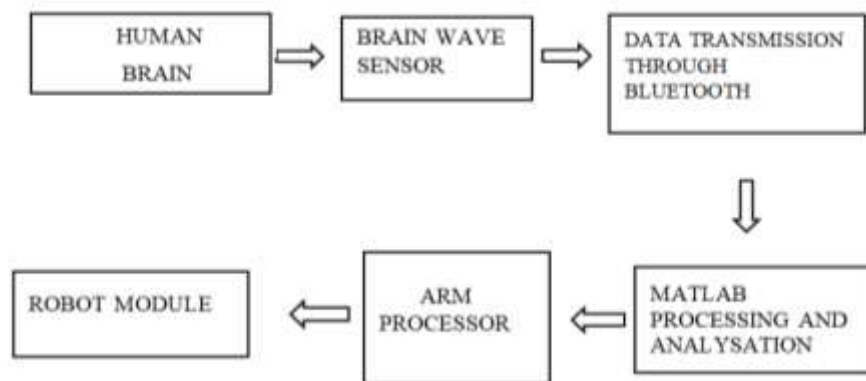 HUMAN
BRAIN
BRAIN WAVE
SENSOR
DATA TRANSMISSION
THROUGH
BLUETOOTH
MATLAB
PROCESSING AND
ANALYSATION
ARM
PROCESSOR
ROBOT MODULE